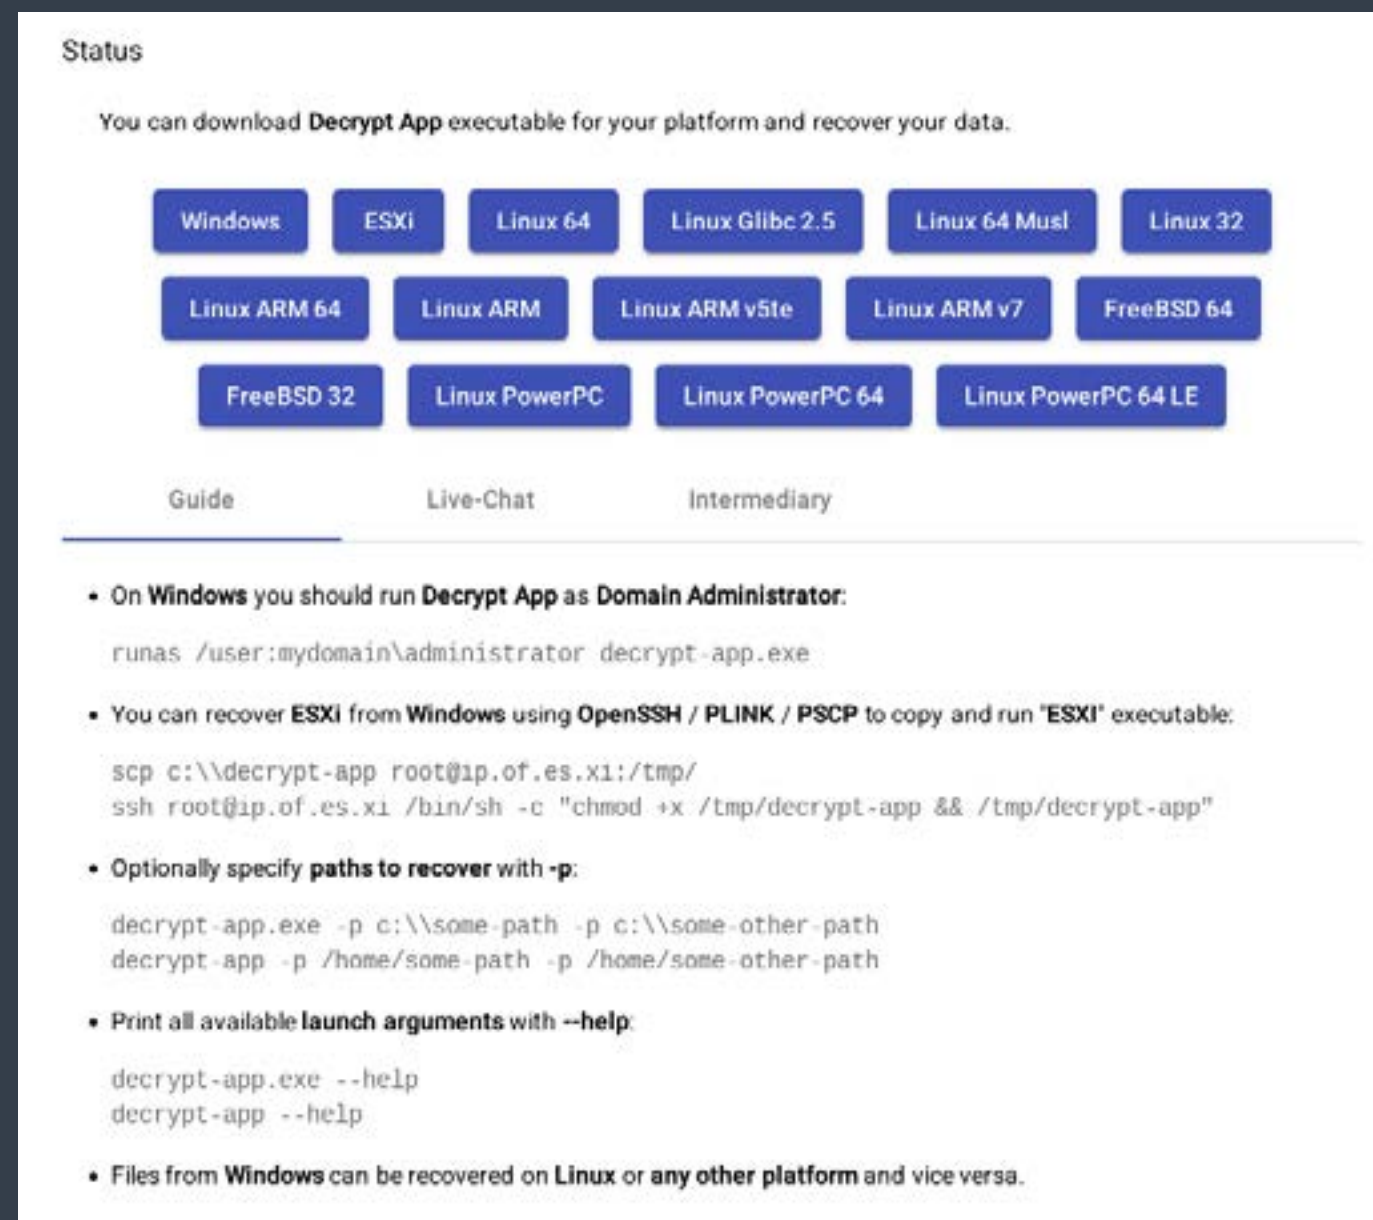 Status
You can download Decrypt App executable for your platform and recover your data.
Windows ESXi Linux 64 Linux Glibc 2.5 Linux 64 Musl Linux 32
Linux ARM 64 Linux ARM Linux ARM v5te Linux ARM v7 FreeBSD 64
FreeBSD 32 Linux PowerPC Linux PowerPC 64 Linux PowerPC 64 LE
Guide Live-Chat Intermediary
• On Windows you should run Decrypt App as Domain Administrator:
runas /user:mydomain\administrator decrypt-app.exe
• You can recover ESXi from Windows using OpenSSH / PLINK / PSCP to copy and run "ESXI" executable:
scp c:\\decrypt-app root@ip.of.es.xi:/tmp/
ssh root@ip.of.es.xi /bin/sh -c "chmod +x /tmp/decrypt-app && /tmp/decrypt-app"
• Optionally specify paths to recover with -p:
decrypt-app.exe -p c:\\some-path -p c:\\some-other-path
decrypt-app -p /home/some-path -p /home/some-other-path
• Print all available launch arguments with --help:
decrypt-app.exe --help
decrypt-app --help
• Files from Windows can be recovered on Linux or any other platform and vice versa.